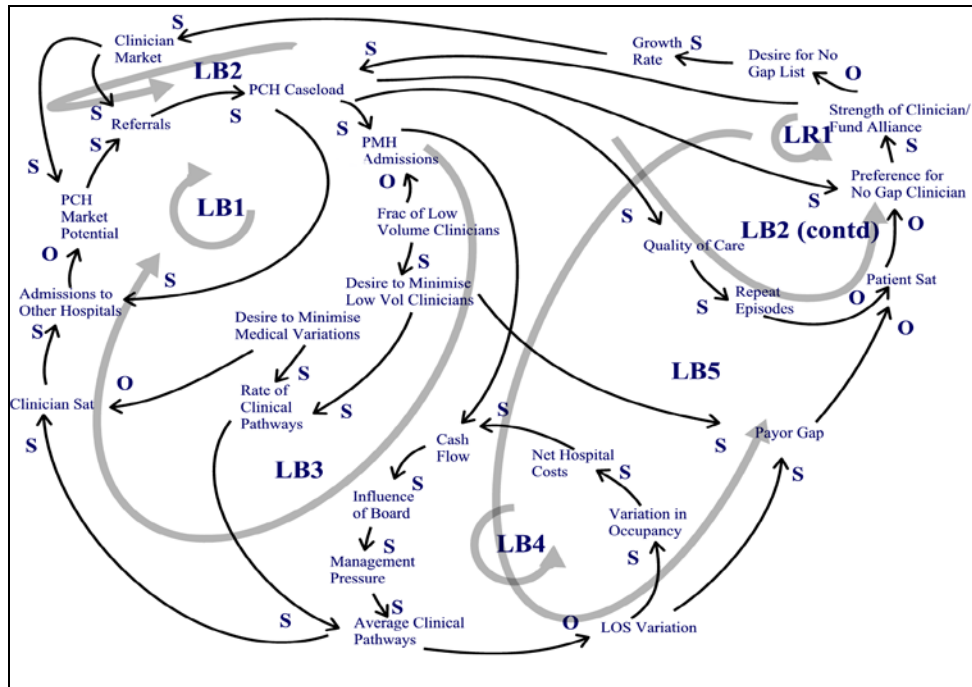 Clinician
Market
S
S
S
LB2
PCH Caseload
S
S
Growth
Rate
S
Desire for No
Gap List
O
Strength of Clinician/
Fund Alliance
LR1
S
Referrals
S
S
PMH
Admissions
O
S
PCH
Market
Potential
LB1
Frac of Low
Volume Clinicians
S
Preference for
No Gap Clinician
S
O
S
Quality of Care
LB2 (contd)
O
S
Admissions to
Other Hospitals
S
Desire to Minimise
Low Vol Clinicians
S
Repeat
Episodes
O
Patient Sat
O
Desire to Minimise
Medical Variations
S
Clinician Sat
O
S
Rate of
Clinical
Pathways
S
LB5
S
S
Payor Gap
S
LB3
Cash
Flow
S
Net Hospital
Costs
S
S
Influence
of Board
Variation in
Occupancy
S
S
LB4
Management
Pressure
S
S
Average Clinical
Pathways
O
LOS Variation